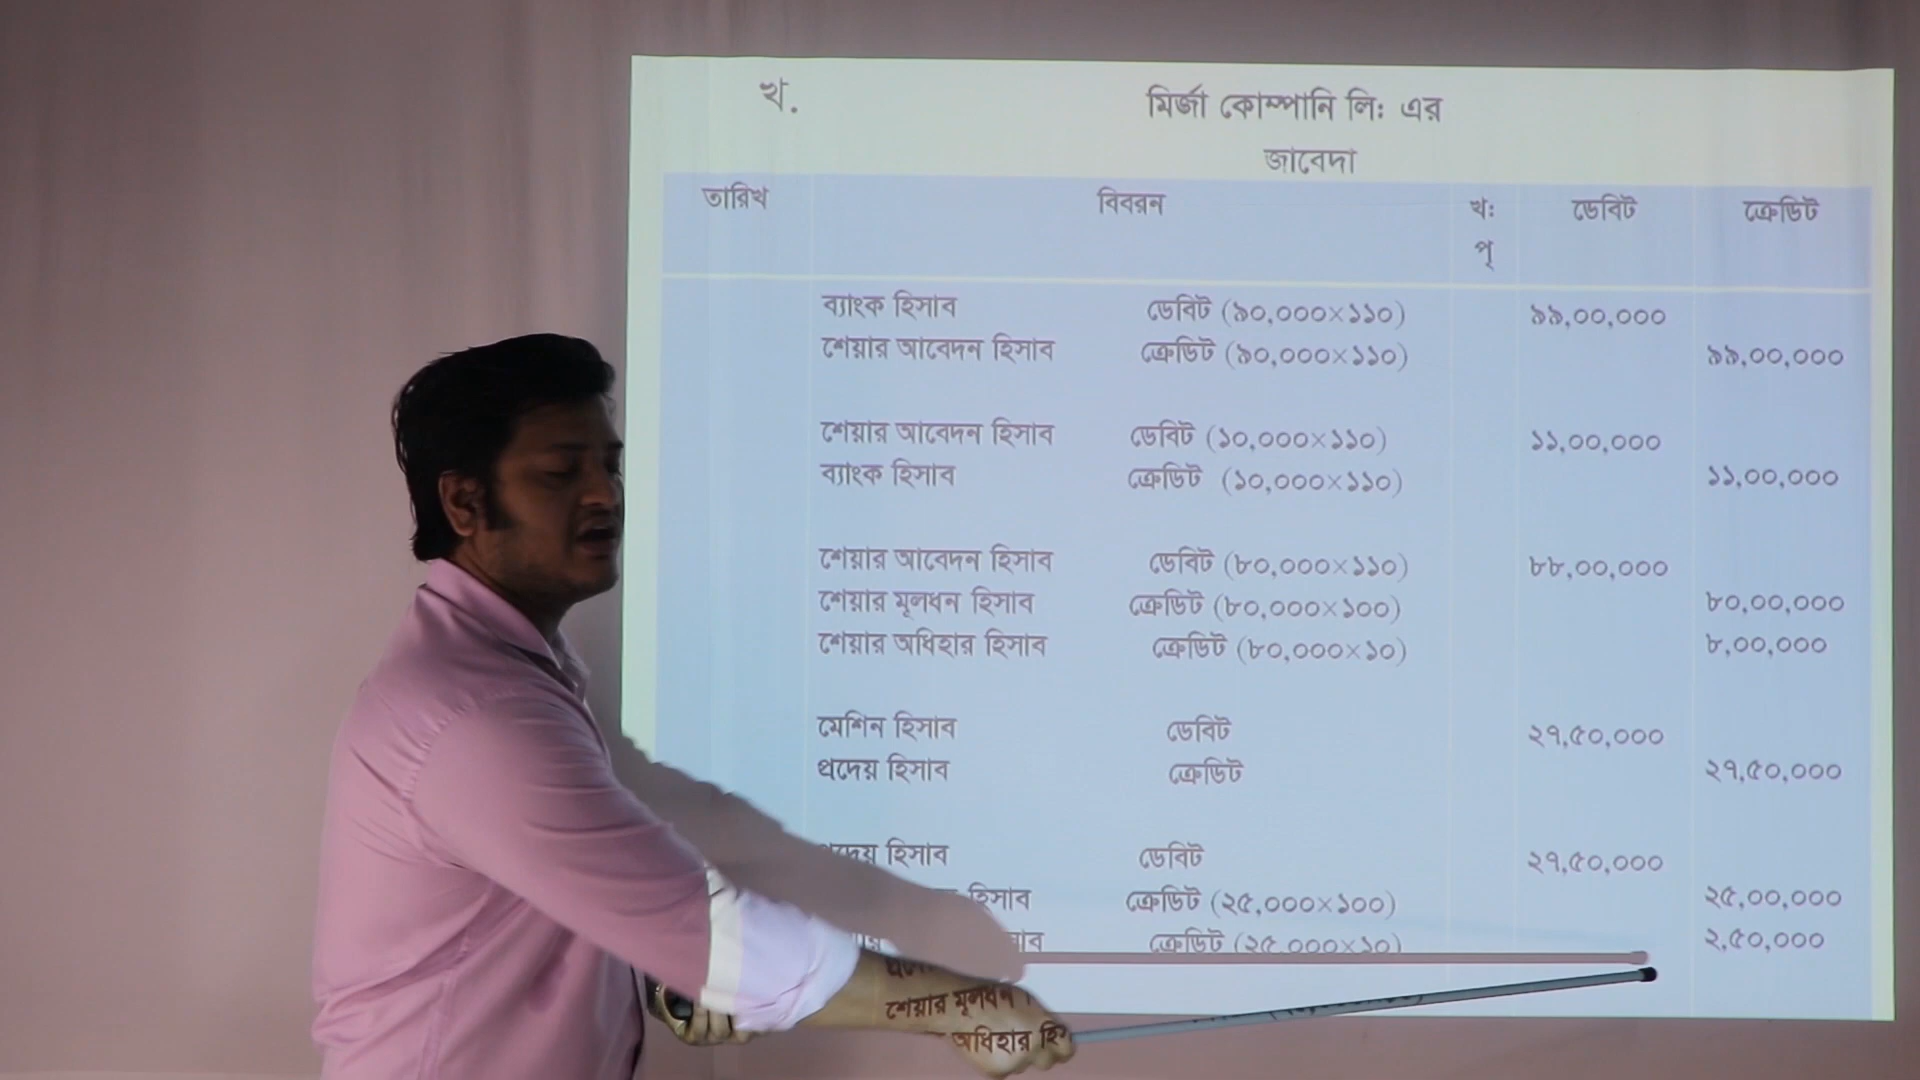 খ.
মির্জা কোম্পানি লিঃ এর
জাবেদা
তারিখ বিবরন খঃ পৃ ডেবিট ক্রেডিট
ব্যাংক হিসাব ডেবিট (৯০,০০০×১১০) ৯৯,০০,০০০
শেয়ার আবেদন হিসাব ক্রেডিট (৯০,০০০×১১০) ৯৯,০০,০০০
শেয়ার আবেদন হিসাব ডেবিট (১০,০০০×১১০) ১১,০০,০০০
ব্যাংক হিসাব ক্রেডিট (১০,০০০×১১০) ১১,০০,০০০
শেয়ার আবেদন হিসাব ডেবিট (৮০,০০০×১১০) ৮৮,০০,০০০
শেয়ার মূলধন হিসাব ক্রেডিট (৮০,০০০×১০০) ৮০,০০,০০০
শেয়ার অধিহার হিসাব ক্রেডিট (৮০,০০০×১০) ৮,০০,০০০
মেশিন হিসাব ডেবিট ২৭,৫০,০০০
প্রদেয় হিসাব ক্রেডিট ২৭,৫০,০০০
হিসাব ডেবিট ২৭,৫০,০০০
হিসাব ক্রেডিট (২৫,০০০×১০০) ২৫,০০,০০০
ক্রেডিট (২৫,০০০×১০) ২,৫০,০০০
শেয়ার মূলধন
অধিহার